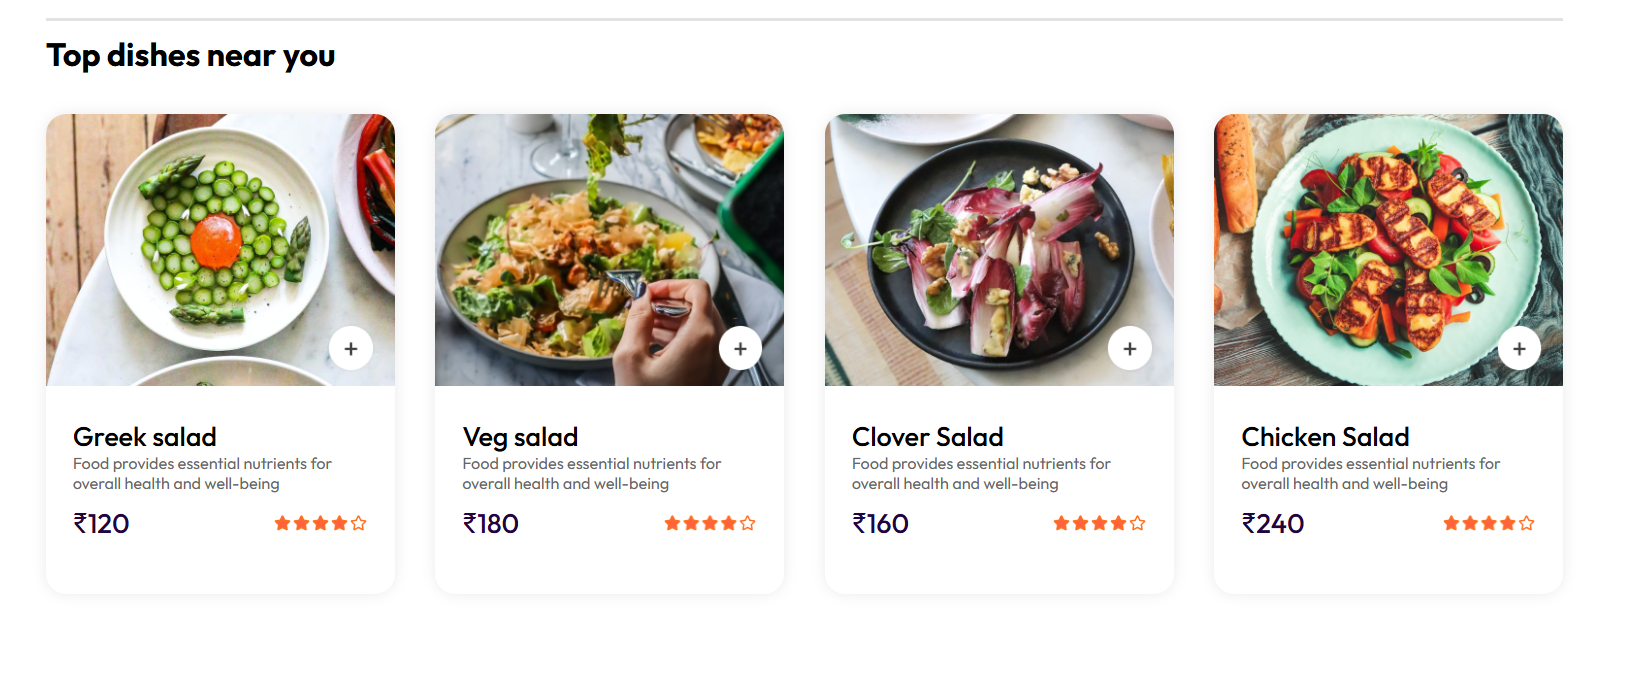 Top dishes near you
Greek salad
Food provides essential nutrients for
overall health and well-being
₹120
Veg salad
Food provides essential nutrients for
overall health and well-being
₹180
Clover Salad
Food provides essential nutrients for
overall health and well-being
₹160
Chicken Salad
Food provides essential nutrients for
overall health and well-being
₹240